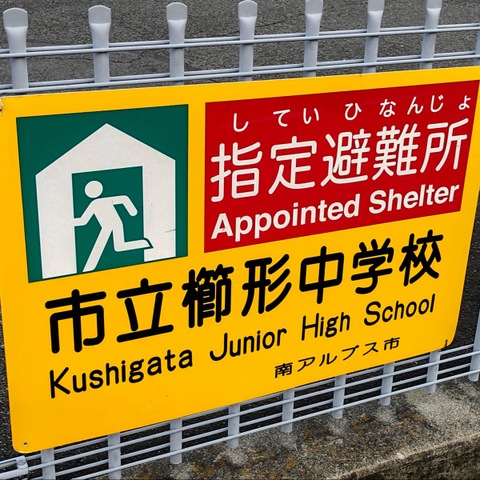 してい ひなんじょ
指定避難所
Appointed Shelter
市立櫛形中学校
Kushigata Junior High School
南アルプス市